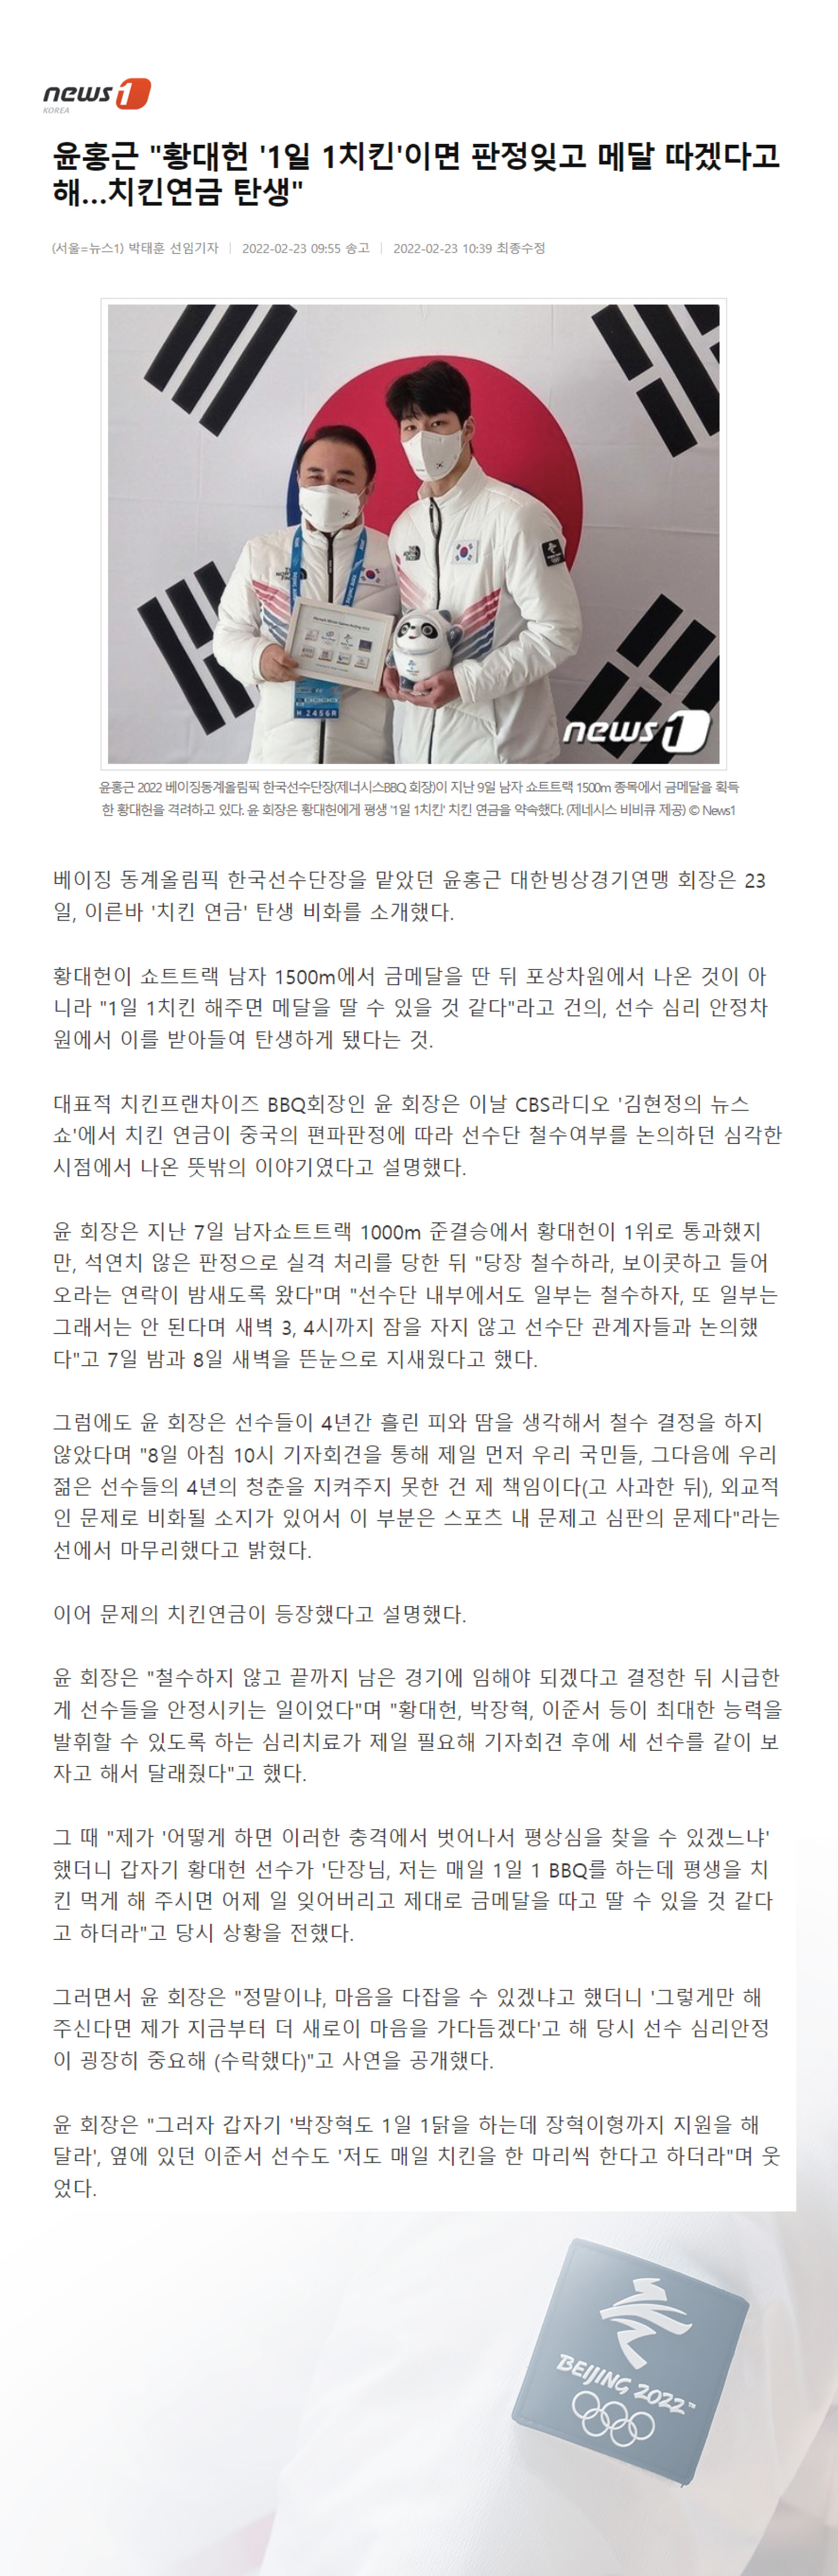 news1
KOREA
윤홍근 "황대헌 '1일 1치킨'이면 판정잊고 메달 따겠다고
해...치킨연금 탄생"
(서울=뉴스1) 박태훈 선임기자 | 2022-02-23 09:55 송고 | 2022-02-23 10:39 최종수정
H 2456R
news1
윤홍근 2022 베이징동계올림픽 한국선수단장(제너시스BBQ 회장)이 지난 9일 남자 쇼트트랙 1500m 종목에서 금메달을 획득
한 황대헌을 격려하고 있다. 윤 회장은 황대헌에게 평생 '1일 1치킨' 치킨 연금을 약속했다. (제네시스 비비큐 제공) © News1
베이징 동계올림픽 한국선수단장을 맡았던 윤홍근 대한빙상경기연맹 회장은 23
일, 이른바 '치킨 연금' 탄생 비화를 소개했다.
황대헌이 쇼트트랙 남자 1500m에서 금메달을 딴 뒤 포상차원에서 나온 것이 아
니라 "1일 1치킨 해주면 메달을 딸 수 있을 것 같다"라고 건의, 선수 심리 안정차
원에서 이를 받아들여 탄생하게 됐다는 것.
대표적 치킨프랜차이즈 BBQ회장인 윤 회장은 이날 CBS라디오 '김현정의 뉴스
쇼'에서 치킨 연금이 중국의 편파판정에 따라 선수단 철수여부를 논의하던 심각한
시점에서 나온 뜻밖의 이야기였다고 설명했다.
윤 회장은 지난 7일 남자쇼트트랙 1000m 준결승에서 황대헌이 1위로 통과했지
만, 석연치 않은 판정으로 실격 처리를 당한 뒤 "당장 철수하라, 보이콧하고 들어
오라는 연락이 밤새도록 왔다"며 "선수단 내부에서도 일부는 철수하자, 또 일부는
그래서는 안 된다며 새벽 3, 4시까지 잠을 자지 않고 선수단 관계자들과 논의했
다"고 7일 밤과 8일 새벽을 뜬눈으로 지새웠다고 했다.
그럼에도 윤 회장은 선수들이 4년간 흘린 피와 땀을 생각해서 철수 결정을 하지
않았다며 "8일 아침 10시 기자회견을 통해 제일 먼저 우리 국민들, 그다음에 우리
젊은 선수들의 4년의 청춘을 지켜주지 못한 건 제 책임이다(고 사과한 뒤), 외교적
인 문제로 비화될 소지가 있어서 이 부분은 스포츠 내 문제고 심판의 문제다"라는
선에서 마무리했다고 밝혔다.
이어 문제의 치킨연금이 등장했다고 설명했다.
윤 회장은 "철수하지 않고 끝까지 남은 경기에 임해야 되겠다고 결정한 뒤 시급한
게 선수들을 안정시키는 일이었다"며 "황대헌, 박장혁, 이준서 등이 최대한 능력을
발휘할 수 있도록 하는 심리치료가 제일 필요해 기자회견 후에 세 선수를 같이 보
자고 해서 달래줬다"고 했다.
그 때 "제가 '어떻게 하면 이러한 충격에서 벗어나서 평상심을 찾을 수 있겠느냐'
했더니 갑자기 황대헌 선수가 '단장님, 저는 매일 1일 1 BBQ를 하는데 평생을 치
킨 먹게 해 주시면 어제 일 잊어버리고 제대로 금메달을 따고 딸 수 있을 것 같다
고 하더라"고 당시 상황을 전했다.
그러면서 윤 회장은 "정말이냐, 마음을 다잡을 수 있겠냐고 했더니 '그렇게만 해
주신다면 제가 지금부터 더 새로이 마음을 가다듬겠다'고 해 당시 선수 심리안정
이 굉장히 중요해 (수락했다)"고 사연을 공개했다.
윤 회장은 "그러자 갑자기 '박장혁도 1일 1닭을 하는데 장혁이형까지 지원을 해
달라', 옆에 있던 이준서 선수도 '저도 매일 치킨을 한 마리씩 한다고 하더라"며 웃
었다.
BEIJING 2022™